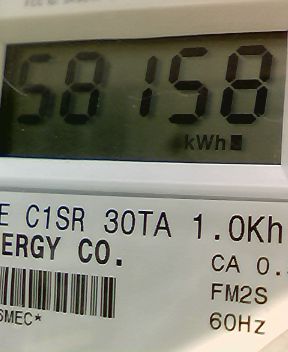 58158
kWh
E C1SR 30TA 1.0Kh
ERGY CO.
CA 0.
FM2S
60Hz
SMEC*